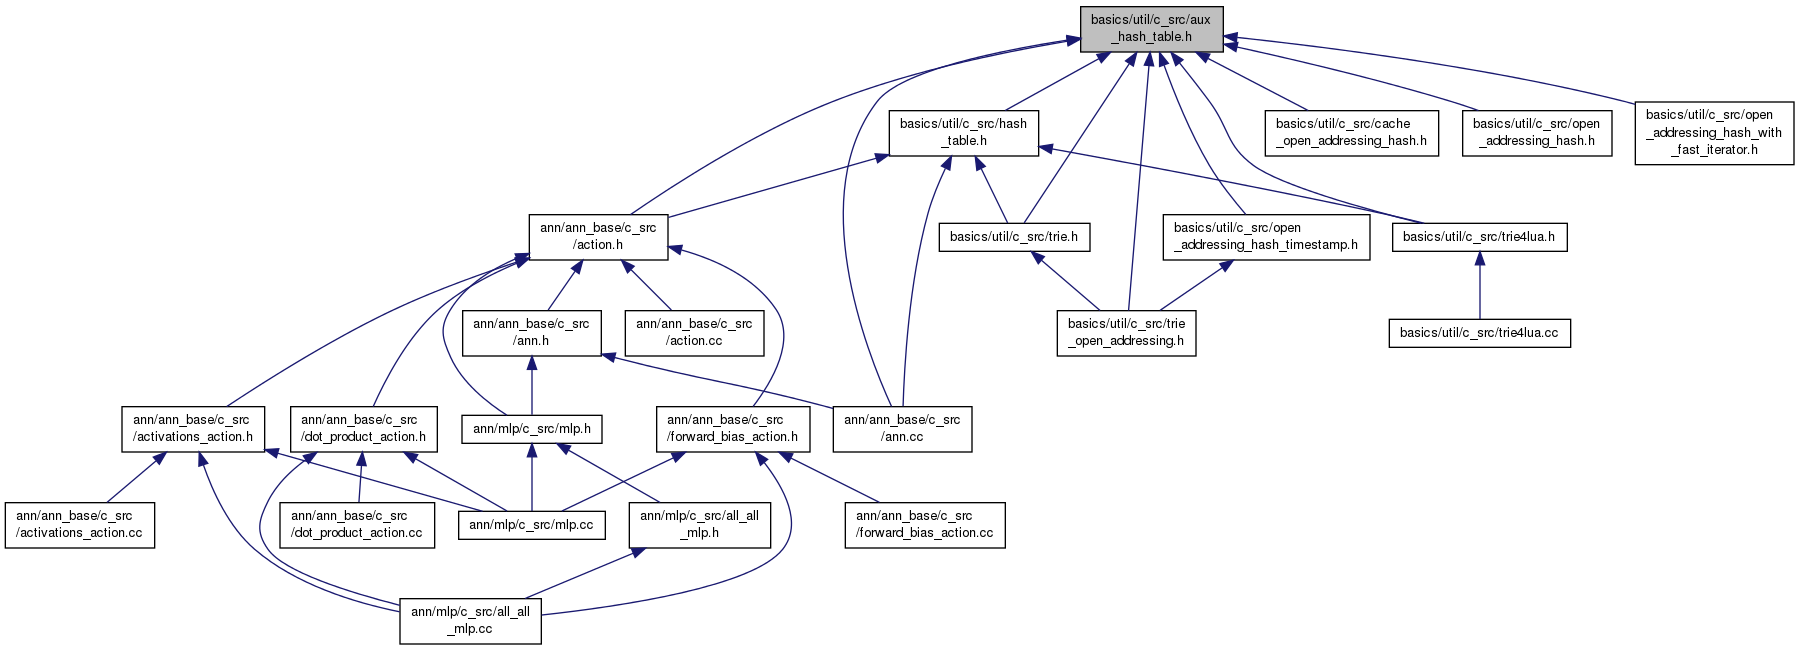 basics/util/c_src/aux
_hash_table.h
basics/util/c_src/hash
_table.h
basics/util/c_src/cache
_open_addressing_hash.h
basics/util/c_src/open
_addressing_hash.h
basics/util/c_src/open
_addressing_hash_with
_fast_iterator.h
ann/ann_base/c_src
/action.h
basics/util/c_src/trie.h
basics/util/c_src/open
_addressing_hash_timestamp.h
basics/util/c_src/trie4lua.h
ann/ann_base/c_src
/ann.h
ann/ann_base/c_src
/action.cc
basics/util/c_src/trie
_open_addressing.h
basics/util/c_src/trie4lua.cc
ann/ann_base/c_src
/activations_action.h
ann/ann_base/c_src
/dot_product_action.h
ann/mlp/c_src/mlp.h
ann/ann_base/c_src
/forward_bias_action.h
ann/ann_base/c_src
/ann.cc
ann/ann_base/c_src
/activations_action.cc
ann/ann_base/c_src
/dot_product_action.cc
ann/mlp/c_src/mlp.cc
ann/mlp/c_src/all_all
_mlp.h
ann/ann_base/c_src
/forward_bias_action.cc
ann/mlp/c_src/all_all
_mlp.cc